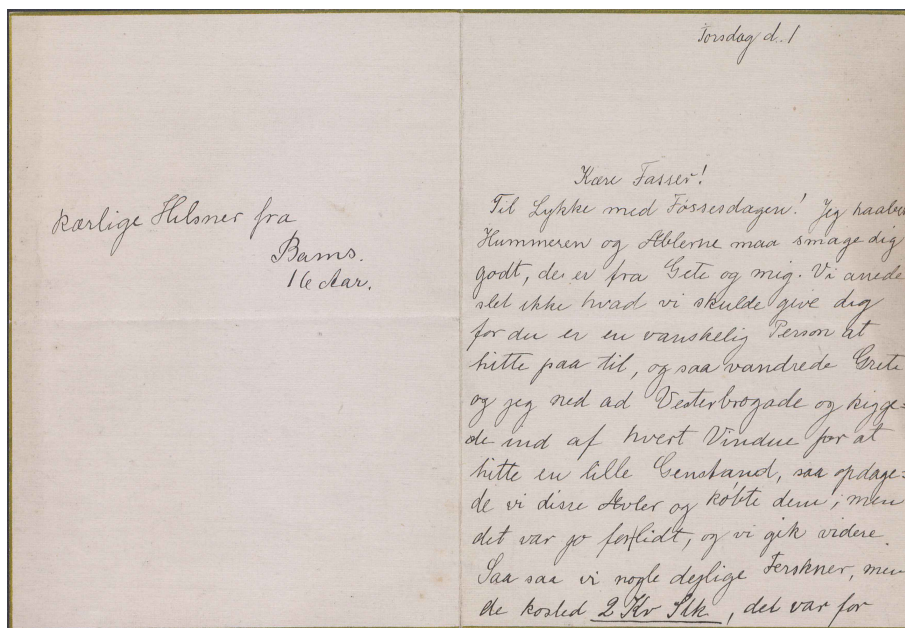 kærlige Hilsner fra
Bams.
16 Aar.
Torsdag d. 1
Kære Fasser!
Til Lykke med Føssesdagen! Jeg haaber
Hummeren og Æblerne maa smage dig
godt, de er fra Grete og mig. Vi anede
slet ikke hvad vi skulde give dig
for du er en vanskelig Person at
hitte paa til, og saa vandrede Grete
og jeg ned ad Vesterbrogade og kigge=
de ind af hvert Vindue for at
hitte en lille Genstand, saa opdage=
de vi disse Æbler og købte dem; men
det var jo for lidt, og vi gik videre.
Saa saa vi nogle dejlige Ferskner, men
de kosted 2 Kr Stk, det var for